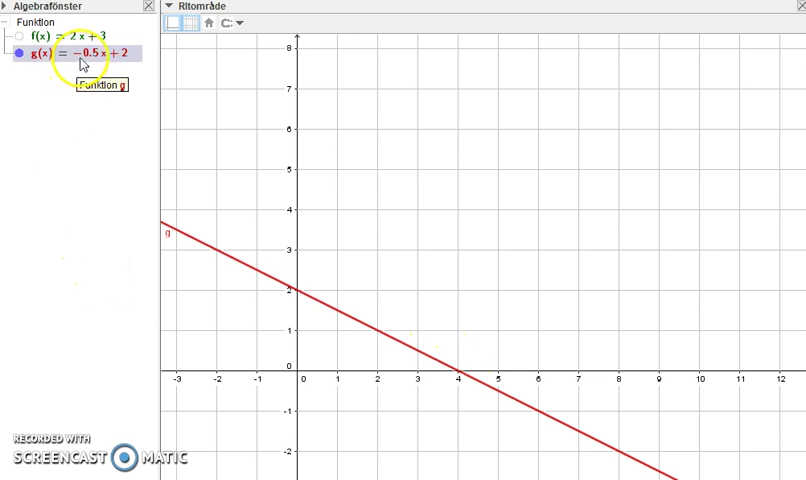 Algebrafönster
Funktion
f(x) = 2 x + 3
g(x) = −0.5 x + 2
Funktion g
Ritområde
8
7
6
5
4
3
2
1
0
-1
-2
-3 -2 -1 0 1 2 3 4 5 6 7 8 9 10 11 12
g
RECORDED WITH
SCREENCAST MATIC